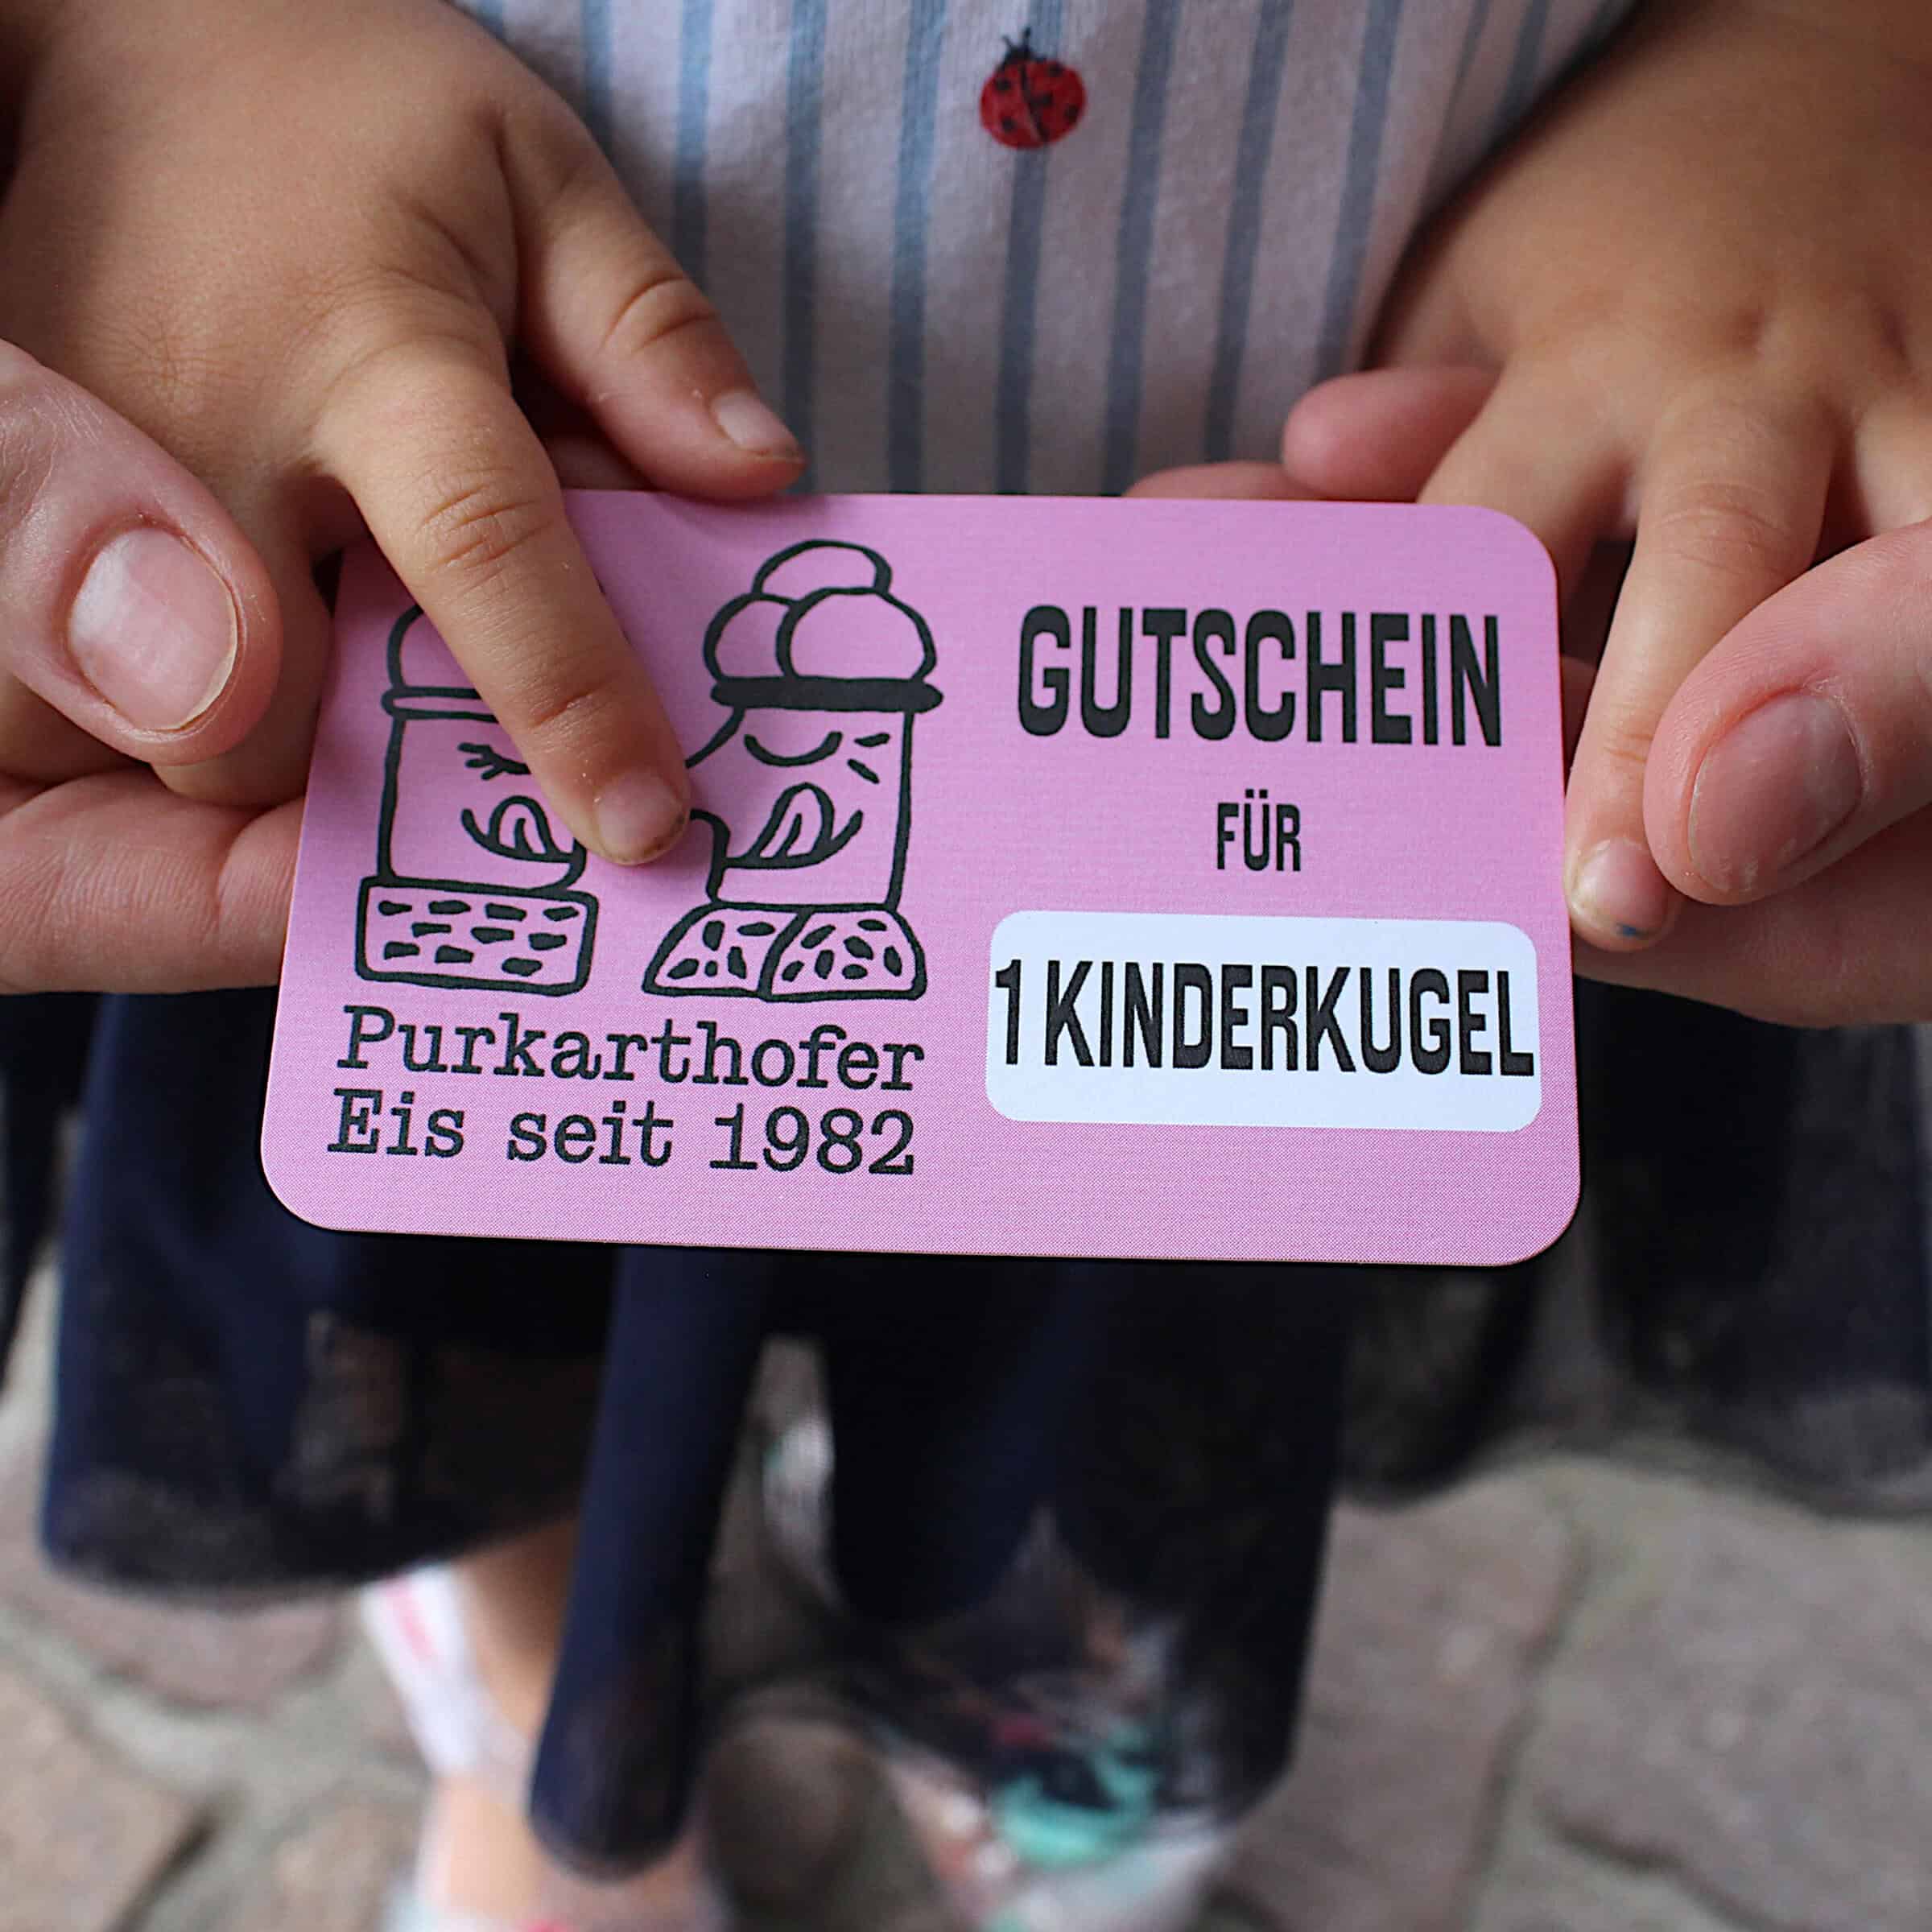 GUTSCHEIN
FÜR
1 KINDERKUGEL
Purkarthofer
Eis seit 1982